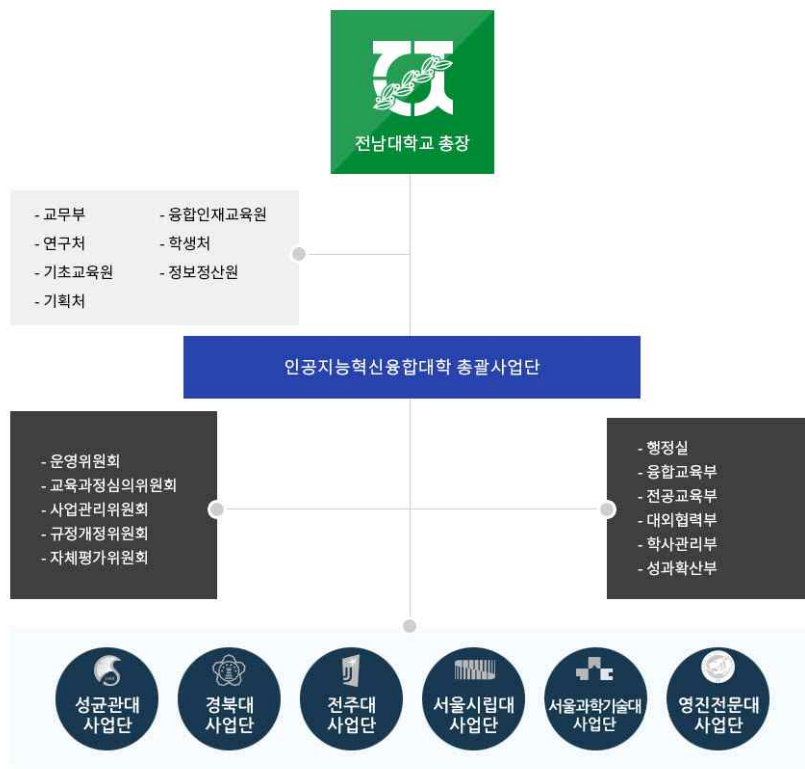 전남대학교 총장
- 교무부
- 연구처
- 기초교육원
- 기획처
- 융합인재교육원
- 학생처
- 정보정산원
인공지능혁신융합대학 총괄사업단
- 운영위원회
- 교육과정심의위원회
- 사업관리위원회
- 규정개정위원회
- 자체평가위원회
- 행정실
- 융합교육부
- 전공교육부
- 대외협력부
- 학사관리부
- 성과확산부
성균관대
사업단
경북대
사업단
전주대
사업단
서울시립대
사업단
서울과학기술대
사업단
영진전문대
사업단